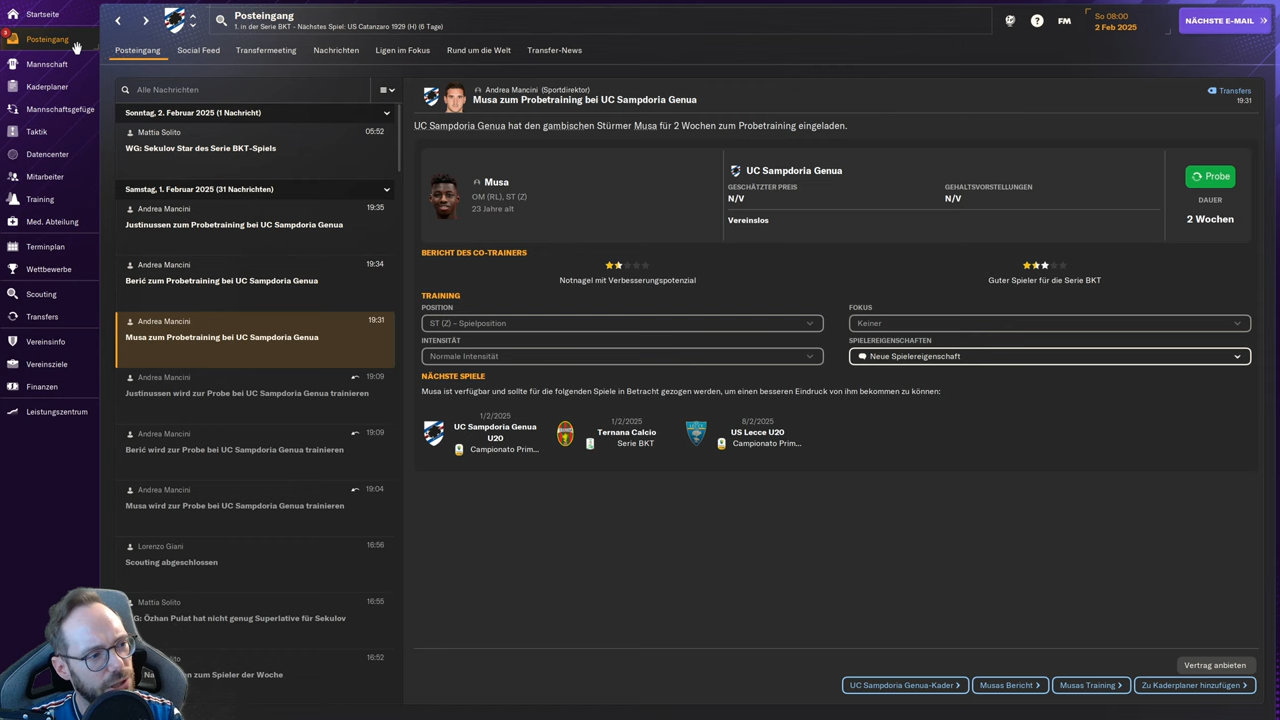 Startseite
3
Posteingang
Mannschaft
Kaderplaner
Mannschaftsgefüge
Taktik
Datencenter
Mitarbeiter
Training
Med. Abteilung
Terminplan
Wettbewerbe
Scouting
Transfers
Vereinsinfo
Vereinsziele
Finanzen
Leistungszentrum
Posteingang
1. in der Serie BKT - Nächstes Spiel: US Catanzaro 1929 (H) (6 Tage)
FM
So 08:00
2 Feb 2025
NÄCHSTE E-MAIL
Posteingang
Social Feed
Transfermeeting
Nachrichten
Ligen im Fokus
Rund um die Welt
Transfer-News
Alle Nachrichten
Sonntag, 2. Februar 2025 (1 Nachricht)
Mattia Solito 05:52
WG: Sekulov Star des Serie BKT-Spiels
Samstag, 1. Februar 2025 (31 Nachrichten)
Andrea Mancini 19:35
Justinussen zum Probetraining bei UC Sampdoria Genua
Andrea Mancini 19:34
Berić zum Probetraining bei UC Sampdoria Genua
Andrea Mancini 19:31
Musa zum Probetraining bei UC Sampdoria Genua
Andrea Mancini 19:09
Justinussen wird zur Probe bei UC Sampdoria Genua trainieren
Andrea Mancini 19:09
Berić wird zur Probe bei UC Sampdoria Genua trainieren
Andrea Mancini 19:04
Musa wird zur Probe bei UC Sampdoria Genua trainieren
Lorenzo Giani 16:56
Scouting abgeschlossen
Mattia Solito 16:55
G: Özhan Pulat hat nicht genug Superlative für Sekulov
16:52
zum Spieler der Woche
Andrea Mancini (Sportdirektor)
Musa zum Probetraining bei UC Sampdoria Genua
Transfers
19:31
UC Sampdoria Genua hat den gambischen Stürmer Musa für 2 Wochen zum Probetraining eingeladen.
Musa
OM (RL), ST (Z)
23 Jahre alt
UC Sampdoria Genua
GESCHÄTZTER PREIS
N/V
GEHALTSVORSTELLUNGEN
N/V
Vereinslos
Probe
DAUER
2 Wochen
BERICHT DES CO-TRAINERS
Notnagel mit Verbesserungspotenzial
Guter Spieler für die Serie BKT
TRAINING
POSITION
ST (Z) – Spielposition
FOKUS
Keiner
INTENSITÄT
Normale Intensität
SPIELEREIGENSCHAFTEN
Neue Spielereigenschaft
NÄCHSTE SPIELE
Musa ist verfügbar und sollte für die folgenden Spiele in Betracht gezogen werden, um einen besseren Eindruck von ihm bekommen zu können:
1/2/2025
UC Sampdoria Genua
U20
Campionato Prim...
1/2/2025
Ternana Calcio
Serie BKT
8/2/2025
US Lecce U20
Campionato Prim...
Vertrag anbieten
UC Sampdoria Genua-Kader
Musas Bericht
Musas Training
Zu Kaderplaner hinzufügen